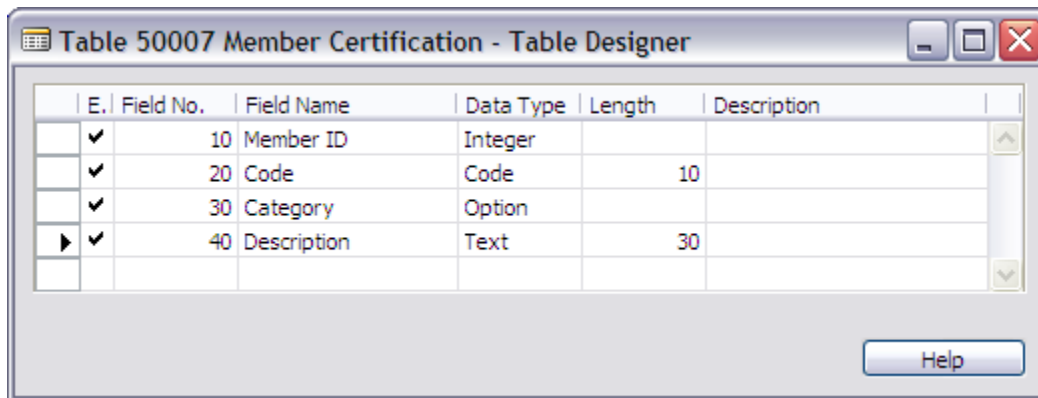 Table 50007 Member Certification - Table Designer
E. Field No. Field Name Data Type Length Description
10 Member ID Integer
20 Code Code 10
30 Category Option
40 Description Text 30
Help